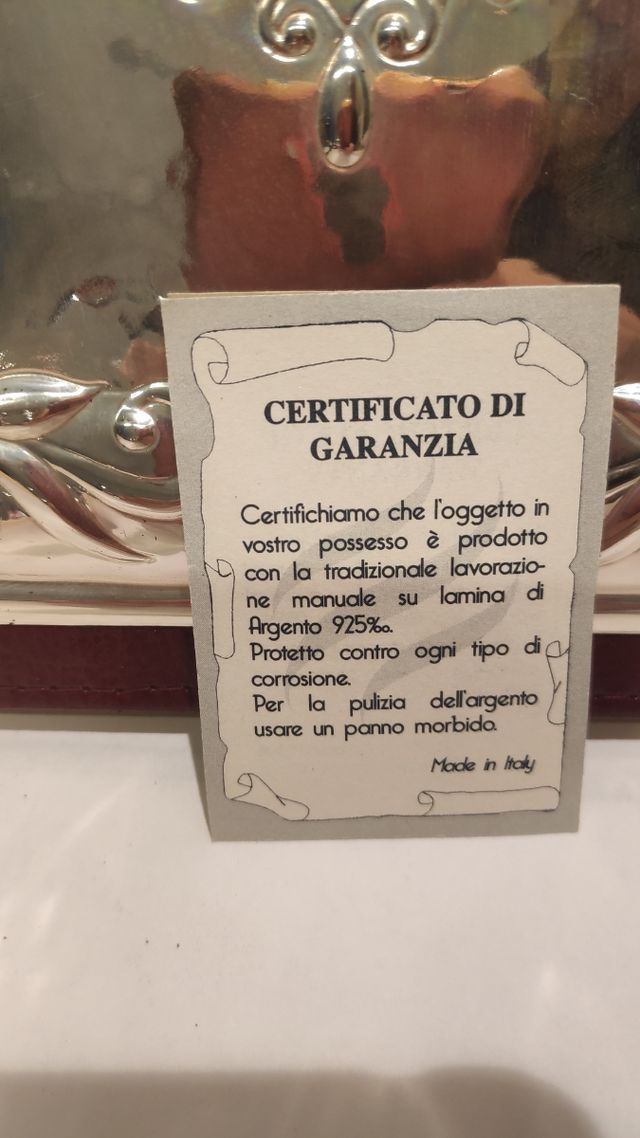 CERTIFICATO DI
GARANZIA
Certifichiamo che l'oggetto in
vostro possesso è prodotto
con la tradizionale lavorazio-
ne manuale su lamina di
Argento 925‰.
Protetto contro ogni tipo di
corrosione.
Per la pulizia dell'argento
usare un panno morbido.
Made in Italy